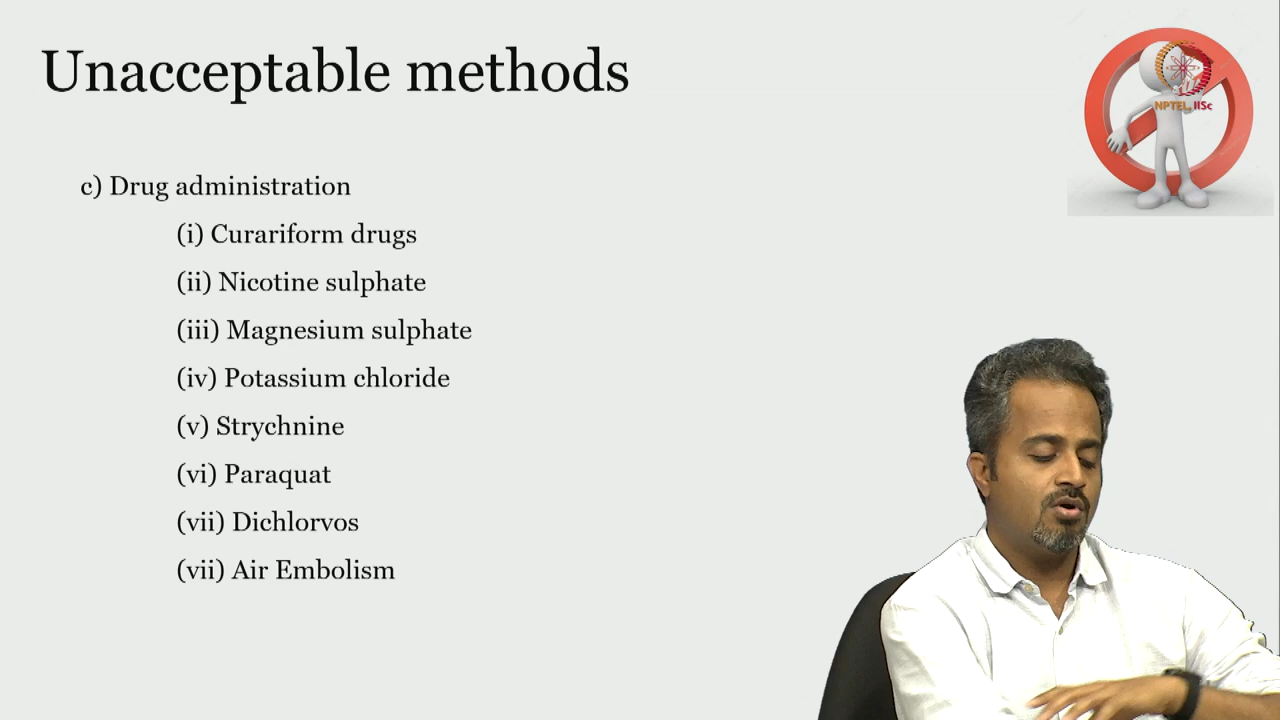 Unacceptable methods
NPTEL, IISc
c) Drug administration
(i) Curariform drugs
(ii) Nicotine sulphate
(iii) Magnesium sulphate
(iv) Potassium chloride
(v) Strychnine
(vi) Paraquat
(vii) Dichlorvos
(vii) Air Embolism